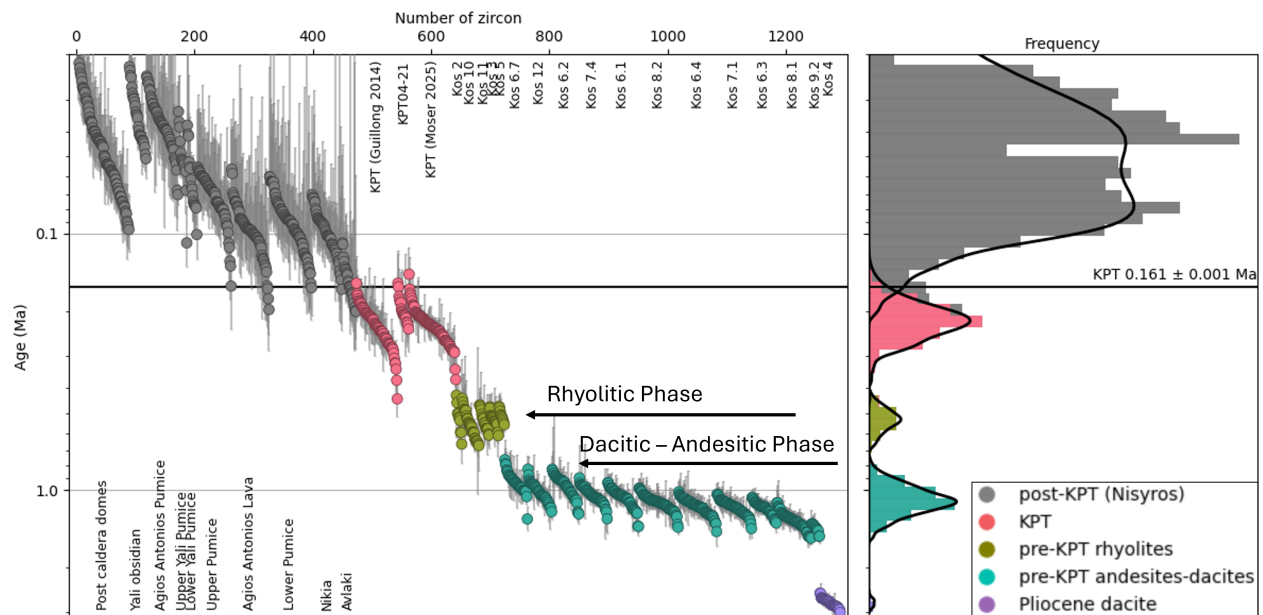 Number of zircon
0 200 400 600 800 1000 1200
Frequency
KPT (Guillong 2014)
KPT04-21
KPT (Moser 2025)
Kos 2
Kos 10
Kos 11
Kos 5
Kos 6.7
Kos 12
Kos 6.2
Kos 7.4
Kos 6.1
Kos 8.2
Kos 6.4
Kos 7.1
Kos 6.3
Kos 8.1
Kos 9.2
Kos 4
Age (Ma)
0.1
1.0
KPT 0.161 ± 0.001 Ma
Rhyolitic Phase
Dacitic – Andesitic Phase
Post caldera domes
Yali obsidian
Agios Antonios Pumice
Upper Yali Pumice
Lower Yali Pumice
Upper Pumice
Agios Antonios Lava
Lower Pumice
Nikia
Avlaki
post-KPT (Nisyros)
KPT
pre-KPT rhyolites
pre-KPT andesites-dacites
Pliocene dacite